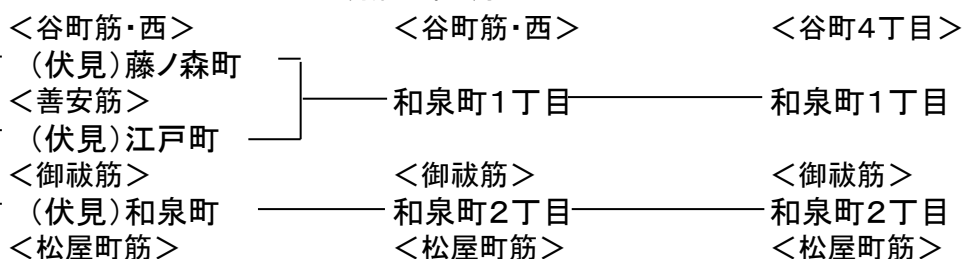 <谷町筋・西> <谷町筋・西> <谷町4丁目>
(伏見)藤ノ森町
<善安筋> 和泉町1丁目 和泉町1丁目
(伏見)江戸町
<御祓筋> <御祓筋> <御祓筋>
(伏見)和泉町 和泉町2丁目 和泉町2丁目
<松屋町筋> <松屋町筋> <松屋町筋>